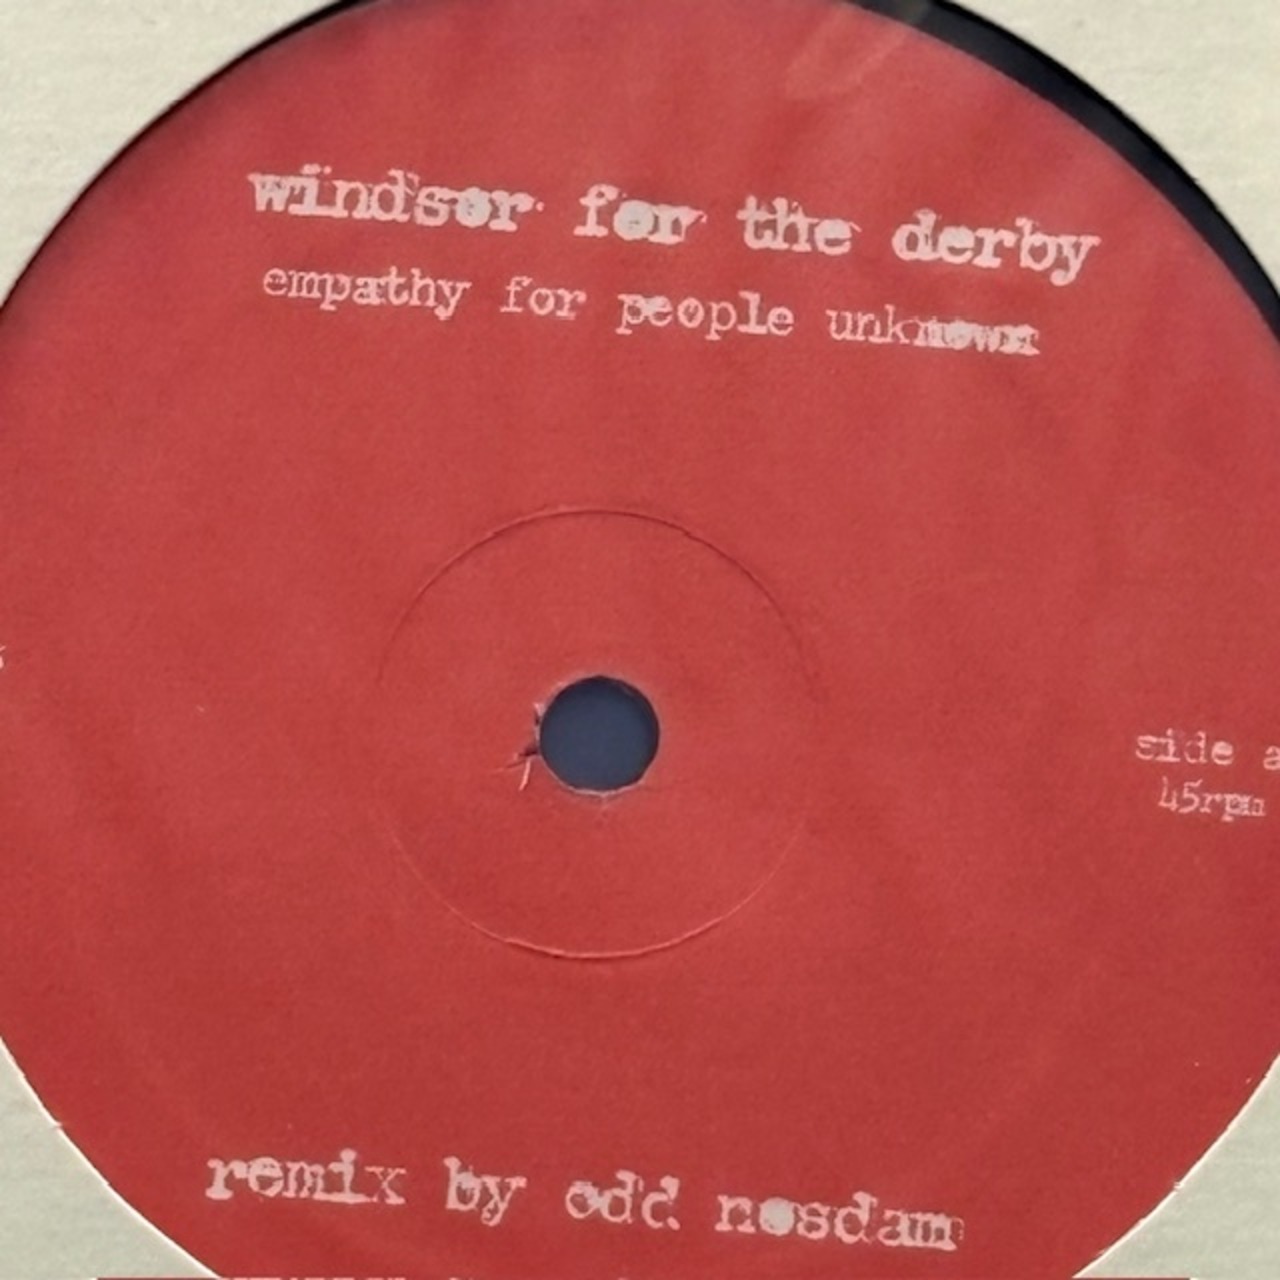 windsor for the derby
empathy for people unknown
side a
45rpm
remix by odd nosdam